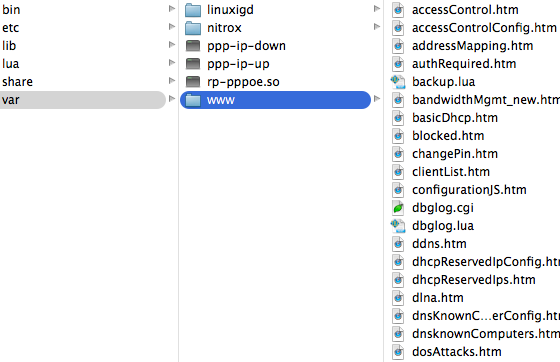 bin
etc
lib
lua
share
var
linuxigd
nitrox
ppp-ip-down
ppp-ip-up
rp-pppoe.so
www
accessControl.htm
accessControlConfig.htm
addressMapping.htm
authRequired.htm
backup.lua
bandwidthMgmt_new.htm
basicDhcp.htm
blocked.htm
changePin.htm
clientList.htm
configurationJS.htm
dbglog.cgi
dbglog.lua
ddns.htm
dhcpReservedIpConfig.htm
dhcpReservedIps.htm
dlna.htm
dnsKnownC...erConfig.htm
dnsknownComputers.htm
dosAttacks.htm